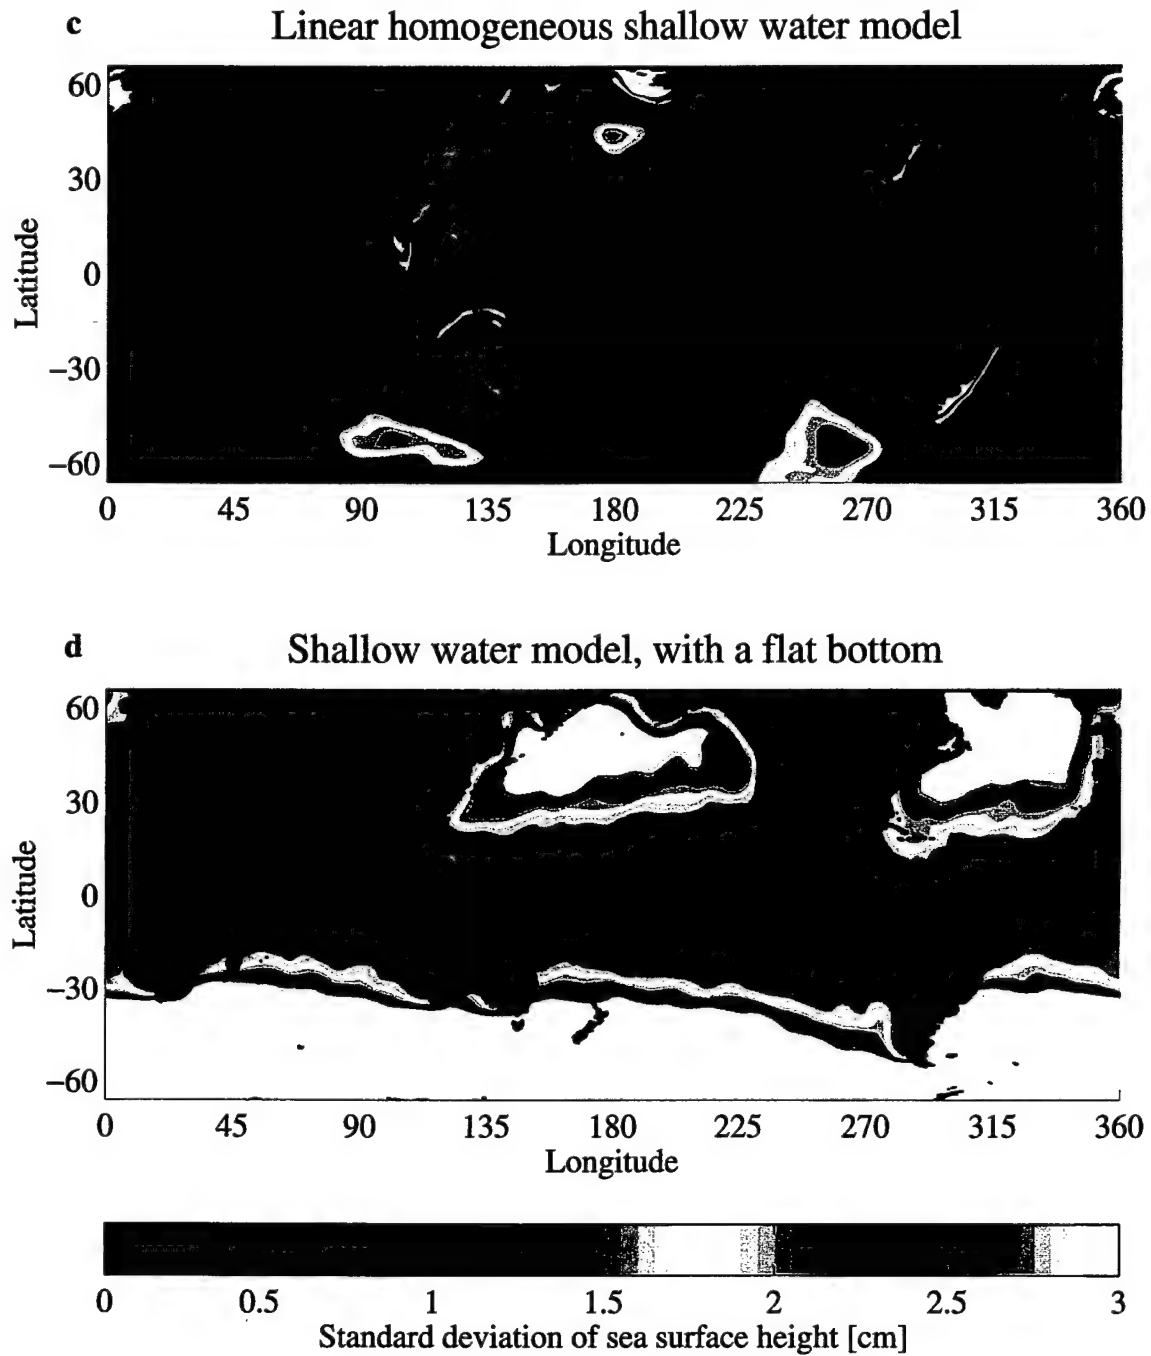 c
Linear homogeneous shallow water model
60
30
0
−30
−60
Latitude
0 45 90 135 180 225 270 315 360
Longitude
d
Shallow water model, with a flat bottom
60
30
0
−30
−60
Latitude
0 45 90 135 180 225 270 315 360
Longitude
0 0.5 1 1.5 2 2.5 3
Standard deviation of sea surface height [cm]